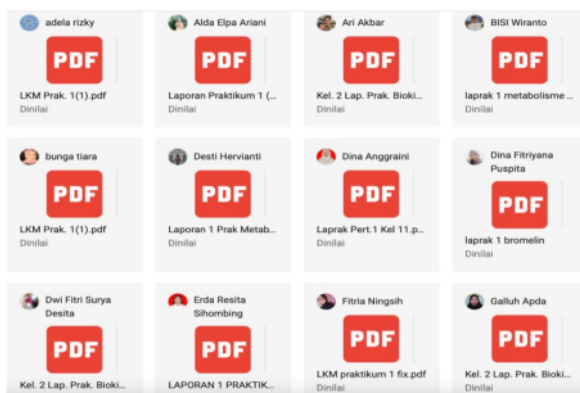 adela rizky
PDF
LKM Prak. 1(1).pdf
Dinilai
Alda Elpa Ariani
PDF
Laporan Praktikum 1 (...
Dinilai
Ari Akbar
PDF
Kel. 2 Lap. Prak. Bioki...
Dinilai
BISI Wiranto
PDF
laprak 1 metabolisme ...
Dinilai
bunga tiara
PDF
LKM Prak. 1(1).pdf
Dinilai
Desti Hervianti
PDF
Laporan 1 Prak Metab...
Dinilai
Dina Anggraini
PDF
Laprak Pert.1 Kel 11.p...
Dinilai
Dina Fitriyana
Puspita
PDF
laprak 1 bromelin
Dinilai
Dwi Fitri Surya
Desita
PDF
Kel. 2 Lap. Prak. Bioki...
Erda Resita
Sihombing
PDF
LAPORAN 1 PRAKTIK...
Fitria Ningsih
PDF
LKM praktikum 1 fix.pdf
Dinilai
Galluh Apda
PDF
Kel. 2 Lap. Prak. Bioki...
Dinilai